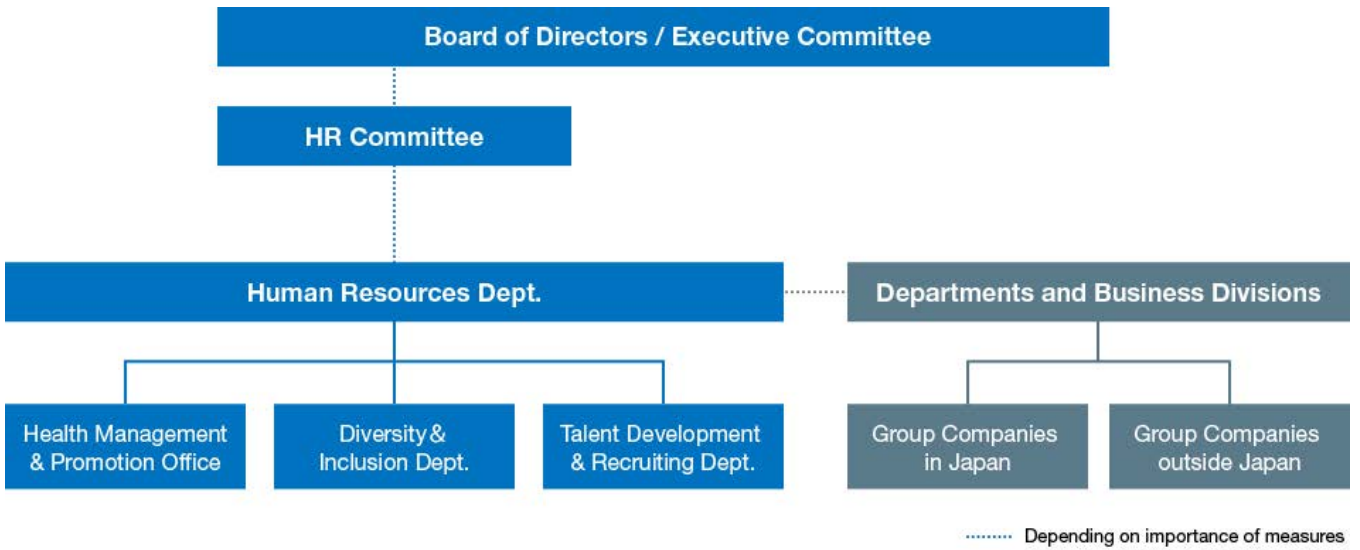 Board of Directors / Executive Committee
HR Committee
Human Resources Dept.
Departments and Business Divisions
Health Management
& Promotion Office
Diversity &
Inclusion Dept.
Talent Development
& Recruiting Dept.
Group Companies
in Japan
Group Companies
outside Japan
Depending on importance of measures